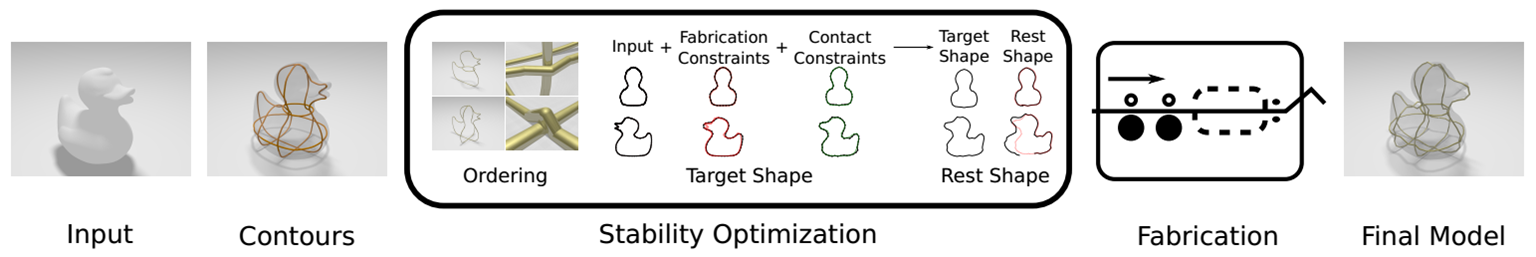 Input + Fabrication Constraints + Contact Constraints
Target Shape
Rest Shape
Ordering
Target Shape
Rest Shape
Input
Contours
Stability Optimization
Fabrication
Final Model